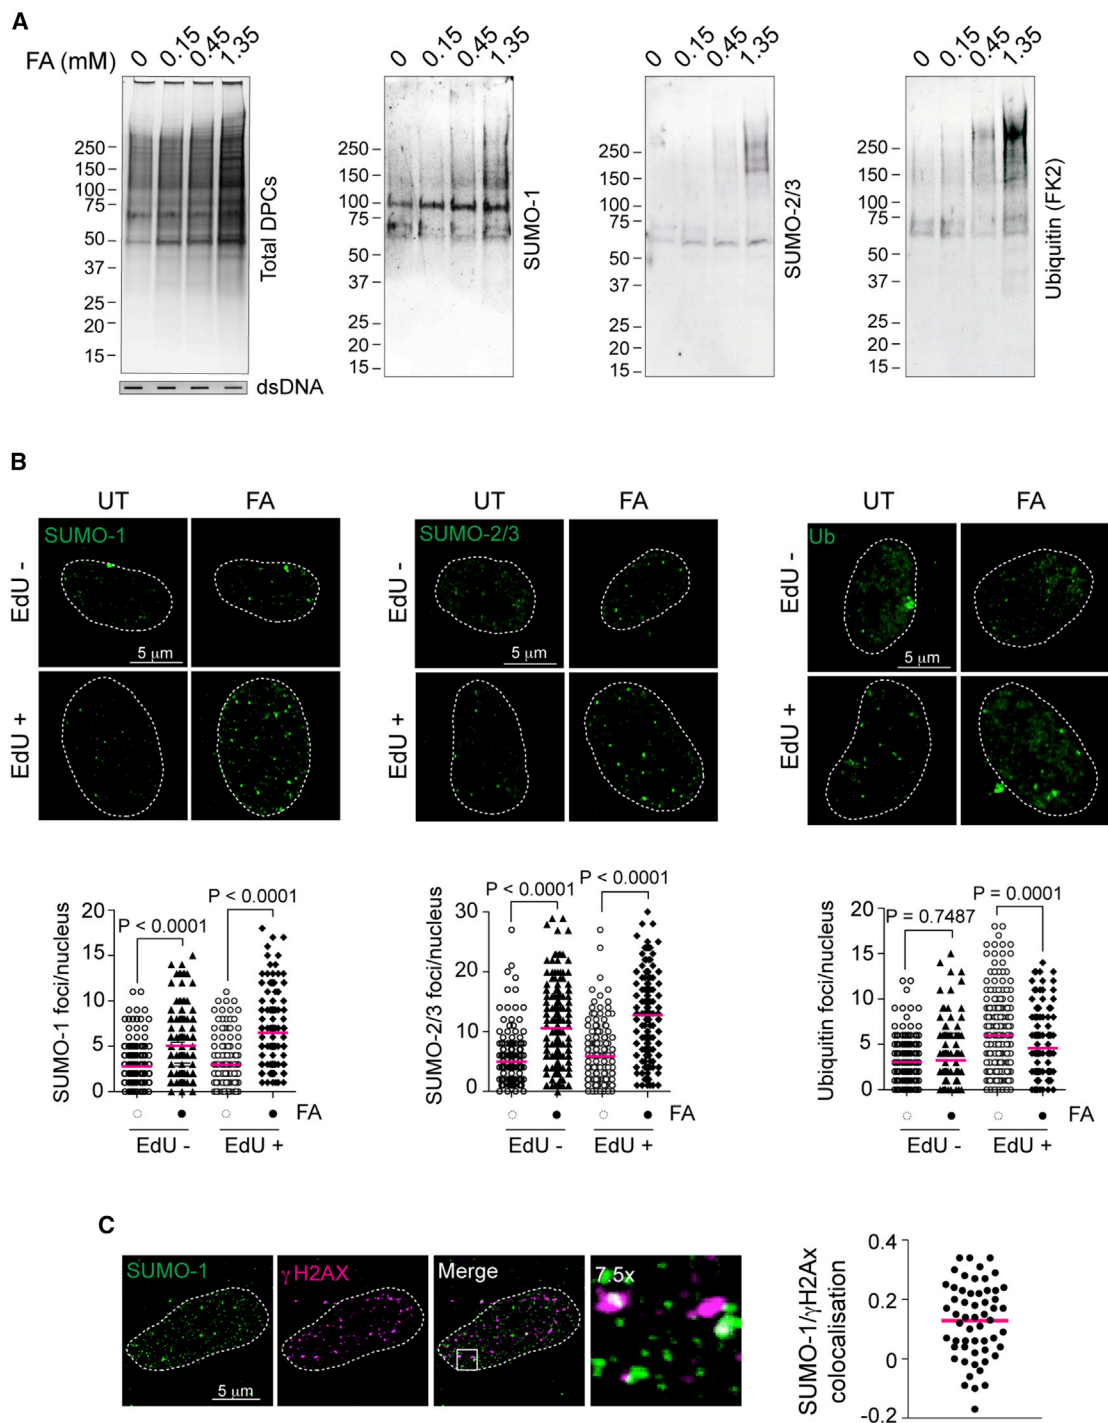 A
FA (mM)
0 0.15 0.45 1.35
250
150
100
75
50
37
25
20
15
Total DPCs
dsDNA
0 0.15 0.45 1.35
250
150
100
75
50
37
25
20
15
SUMO-1
0 0.15 0.45 1.35
250
150
100
75
50
37
25
20
15
SUMO-2/3
0 0.15 0.45 1.35
250
150
100
75
50
37
25
20
15
Ubiquitin (FK2)
B
UT FA
SUMO-1
EdU -
5 µm
EdU +
UT FA
SUMO-2/3
EdU -
5 µm
EdU +
UT FA
Ub
EdU -
5 µm
EdU +
SUMO-1 foci/nucleus
20
15
10
5
0
P < 0.0001
P < 0.0001
FA
EdU - EdU +
SUMO-2/3 foci/nucleus
30
20
10
0
P < 0.0001
P < 0.0001
FA
EdU - EdU +
Ubiquitin foci/nucleus
20
15
10
5
0
P = 0.7487
P = 0.0001
FA
EdU - EdU +
C
SUMO-1
5 µm
γ H2AX
Merge
7.5x
SUMO-1/γH2Ax
colocalisation
0.4
0.2
0
-0.2